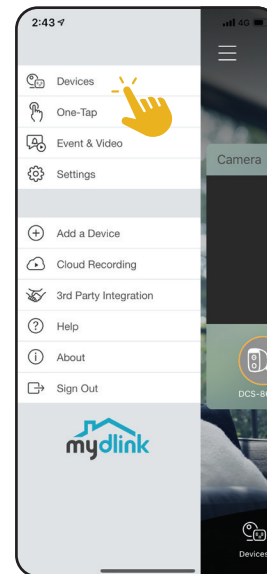 2:43
4G
Devices
One-Tap
Event & Video
Settings
Camera
Add a Device
Cloud Recording
3rd Party Integration
Help
About
Sign Out
mydlink
Devices